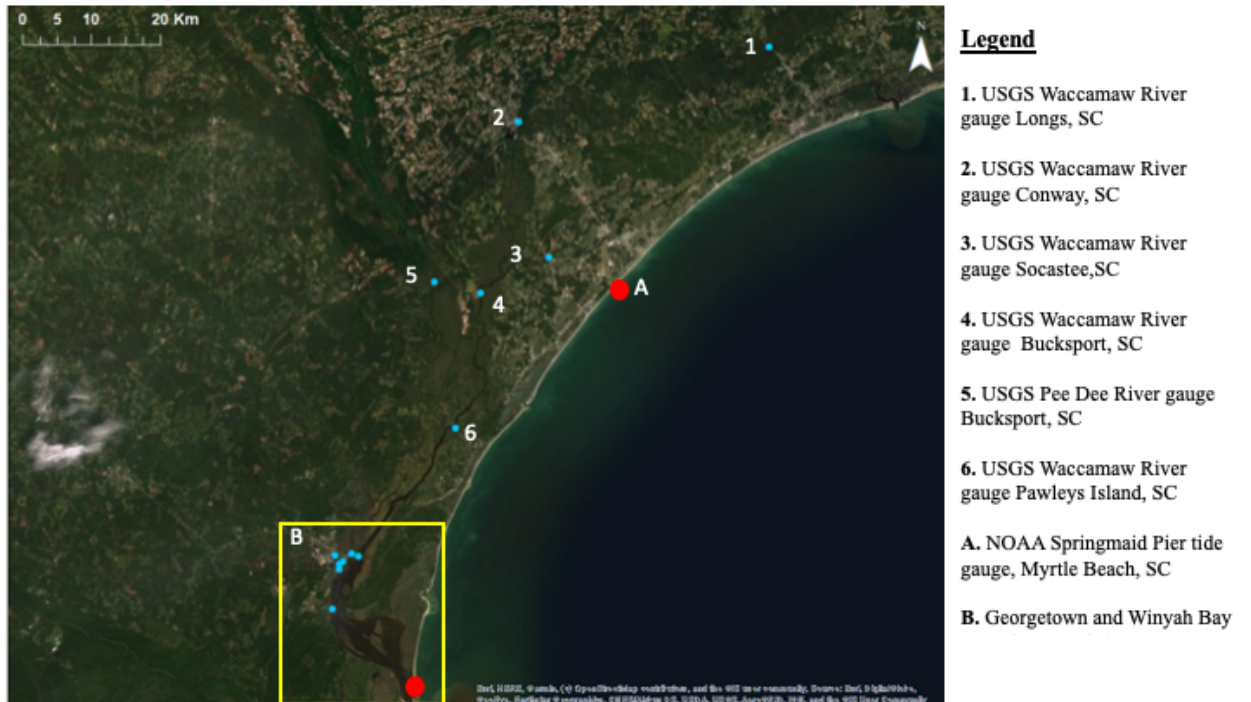 0 5 10 20 Km
N
1
2
3
A
5
4
6
B
Legend
1. USGS Waccamaw River
gauge Longs, SC
2. USGS Waccamaw River
gauge Conway, SC
3. USGS Waccamaw River
gauge Socastee,SC
4. USGS Waccamaw River
gauge Bucksport, SC
5. USGS Pee Dee River gauge
Bucksport, SC
6. USGS Waccamaw River
gauge Pawleys Island, SC
A. NOAA Springmaid Pier tide
gauge, Myrtle Beach, SC
B. Georgetown and Winyah Bay